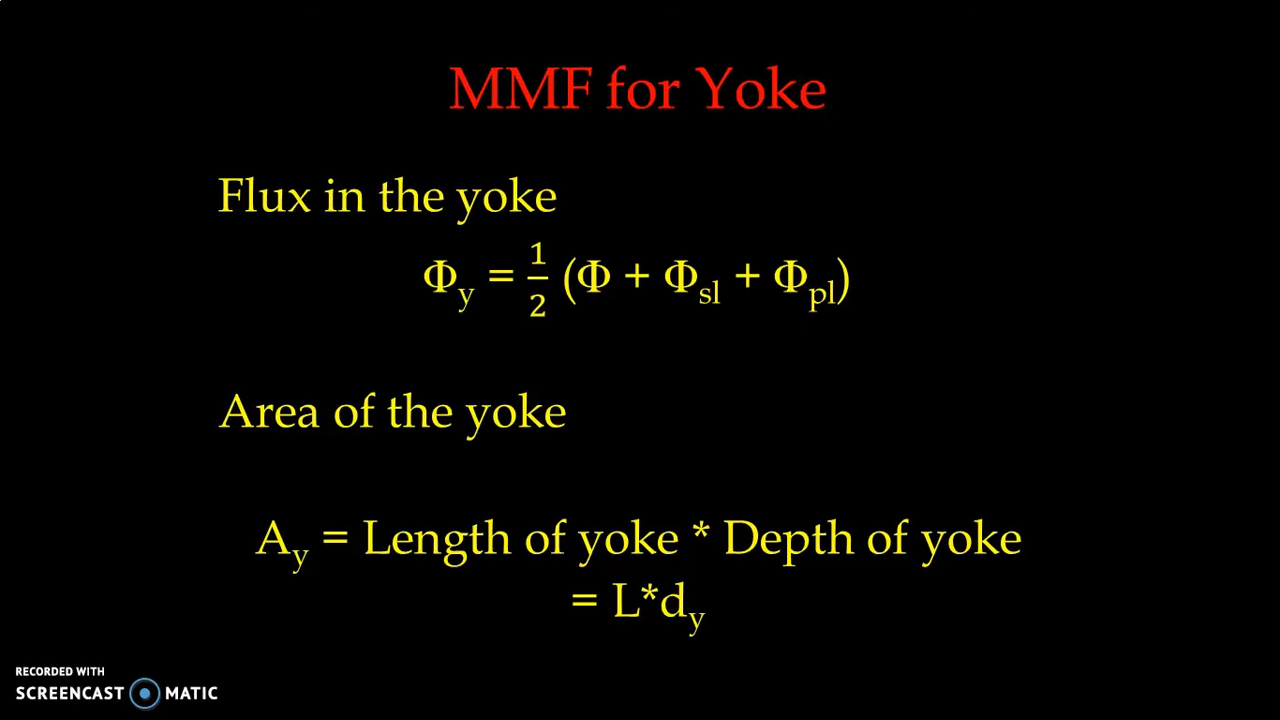 MMF for Yoke
Flux in the yoke
Φy = 1/2 (Φ + Φsl + Φpl)
Area of the yoke
Ay = Length of yoke * Depth of yoke
= L*dy
RECORDED WITH
SCREENCAST MATIC